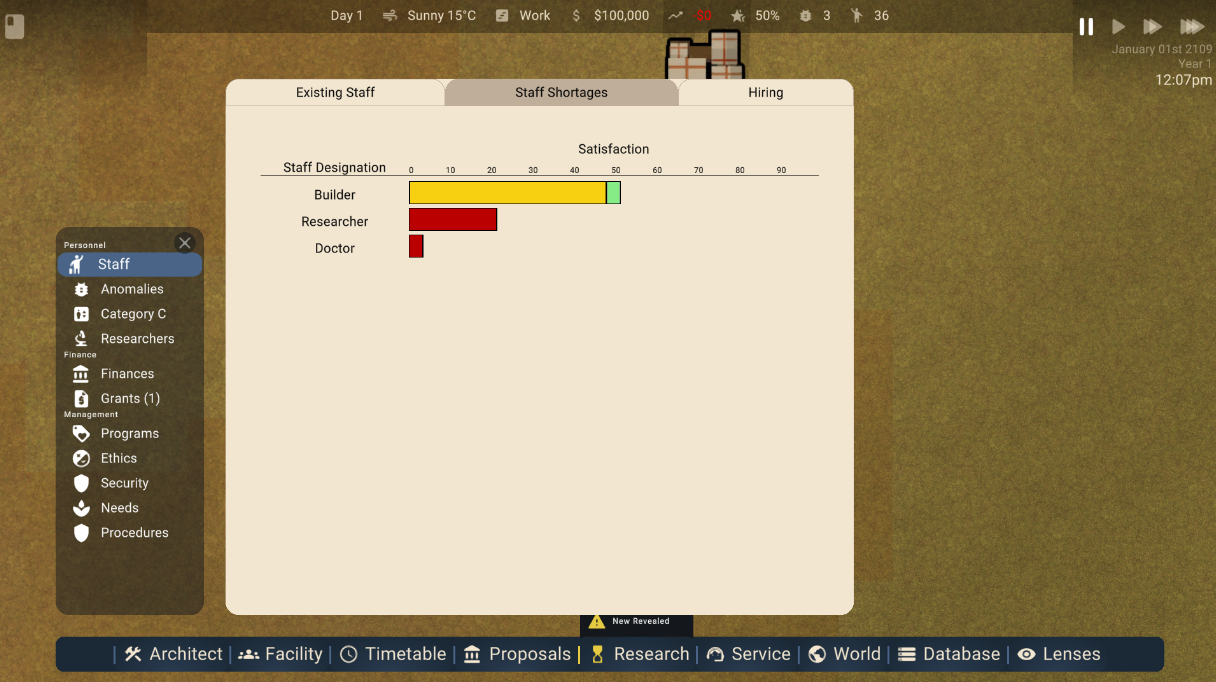 Day 1 Sunny 15°C Work $ $100,000 -$0 50% 3 36
January 01st 2109
Year 1
12:07pm
Existing Staff Staff Shortages Hiring
Satisfaction
Staff Designation 0 10 20 30 40 50 60 70 80 90
Builder
Researcher
Doctor
Personnel
Staff
Anomalies
Category C
Researchers
Finance
Finances
Grants (1)
Management
Programs
Ethics
Security
Needs
Procedures
New Revealed
Architect Facility Timetable Proposals Research Service World Database Lenses